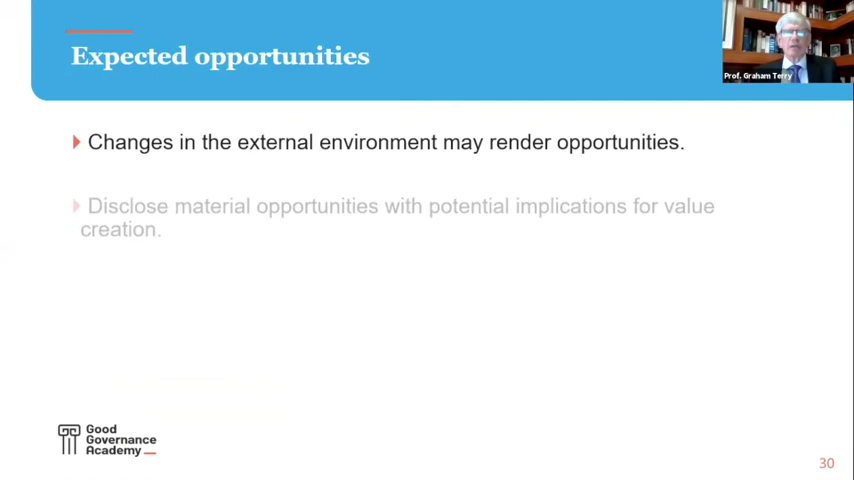 Expected opportunities
Prof. Graham Terry
Changes in the external environment may render opportunities.
Disclose material opportunities with potential implications for value
creation.
Good
Governance
Academy
30